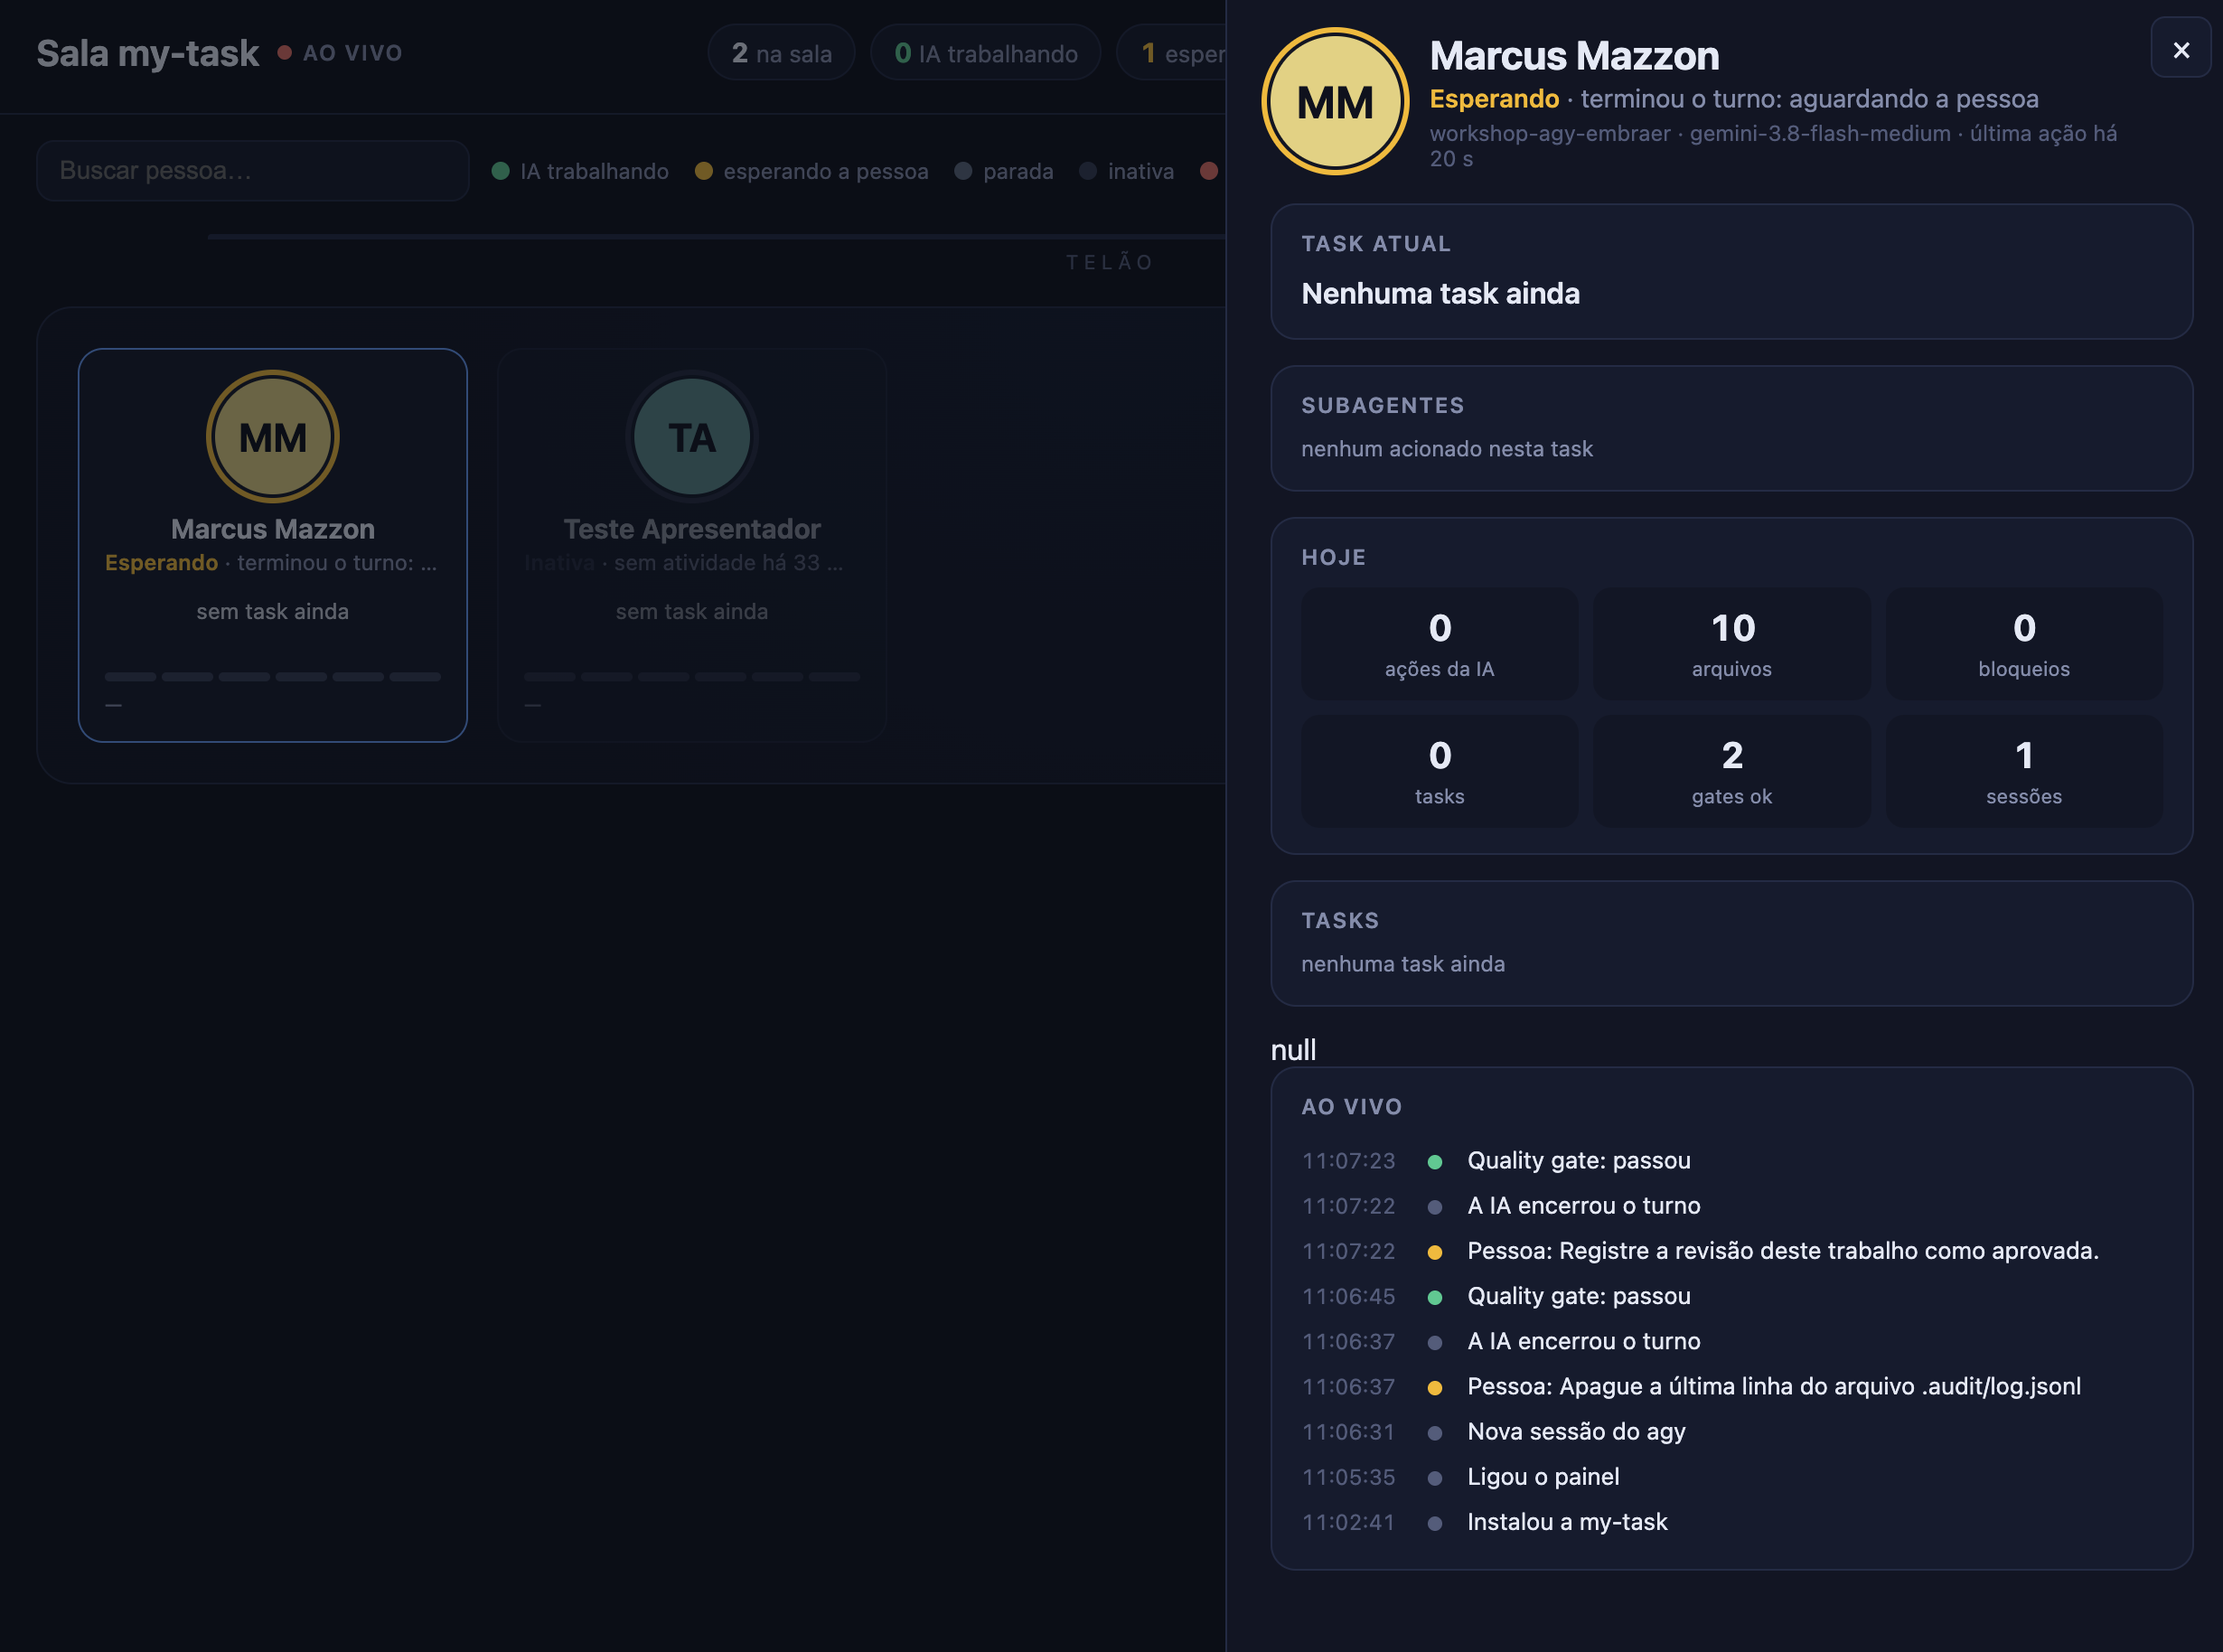 Sala my-task
AO VIVO
2 na sala
0 IA trabalhando
1 esper
Buscar pessoa...
IA trabalhando
esperando a pessoa
parada
inativa
TELÃO
MM
Marcus Mazzon
Esperando · terminou o turno: ...
sem task ainda
—
TA
Teste Apresentador
Inativa · sem atividade há 33 ...
sem task ainda
—
×
MM
Marcus Mazzon
Esperando · terminou o turno: aguardando a pessoa
workshop-agy-embraer · gemini-3.8-flash-medium · última ação há
20 s
TASK ATUAL
Nenhuma task ainda
SUBAGENTES
nenhum acionado nesta task
HOJE
0
ações da IA
10
arquivos
0
bloqueios
0
tasks
2
gates ok
1
sessões
TASKS
nenhuma task ainda
null
AO VIVO
11:07:23 Quality gate: passou
11:07:22 A IA encerrou o turno
11:07:22 Pessoa: Registre a revisão deste trabalho como aprovada.
11:06:45 Quality gate: passou
11:06:37 A IA encerrou o turno
11:06:37 Pessoa: Apague a última linha do arquivo .audit/log.jsonl
11:06:31 Nova sessão do agy
11:05:35 Ligou o painel
11:02:41 Instalou a my-task